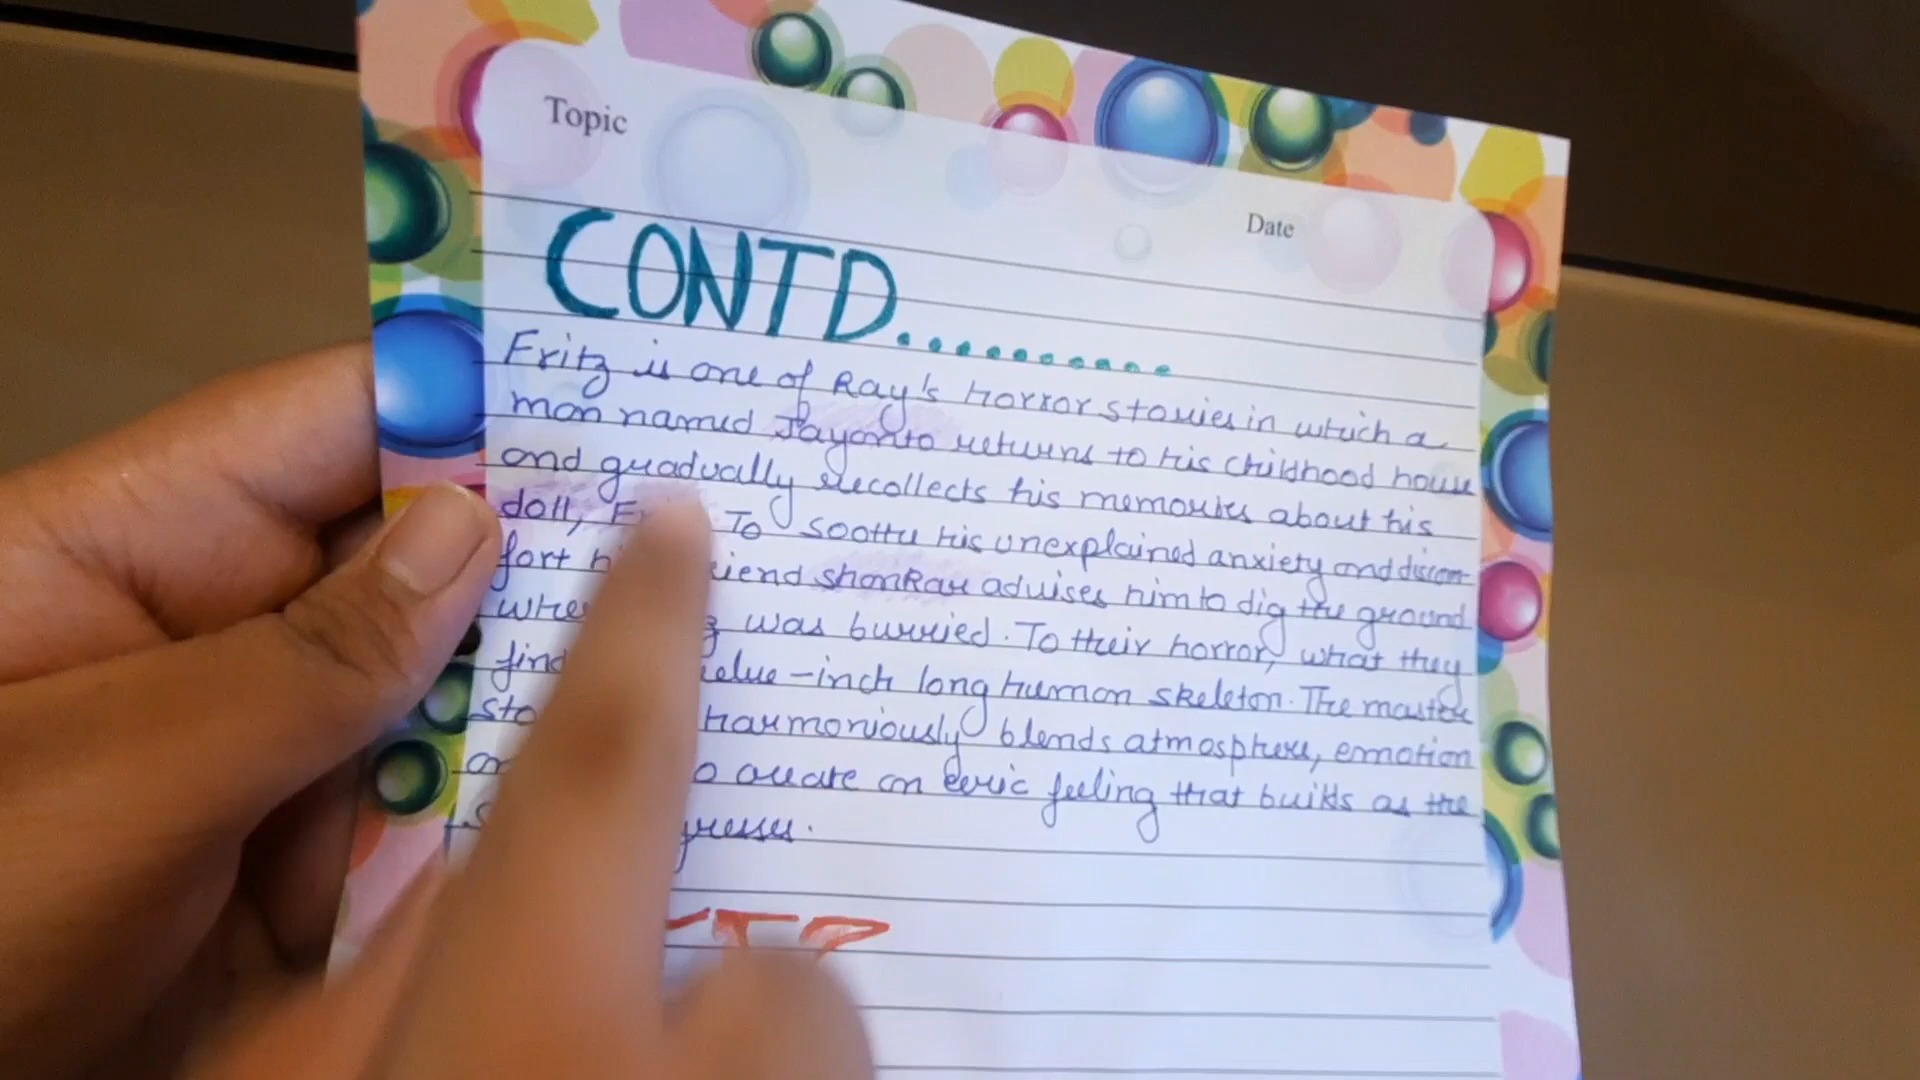 Topic
Date
CONTD..........
Fritz is one of Ray's horror stories in which a
man named Jayanto returns to his childhood house
and gradually recollects his memories about his
doll, To soothe his unexplained anxiety and discom-
fort shanKar advises him to dig the ground
was burried. To their horror, what they
find -inch long human skeleton. The master
harmoniously blends atmosphere, emotion
create an eerie feeling that builds as the